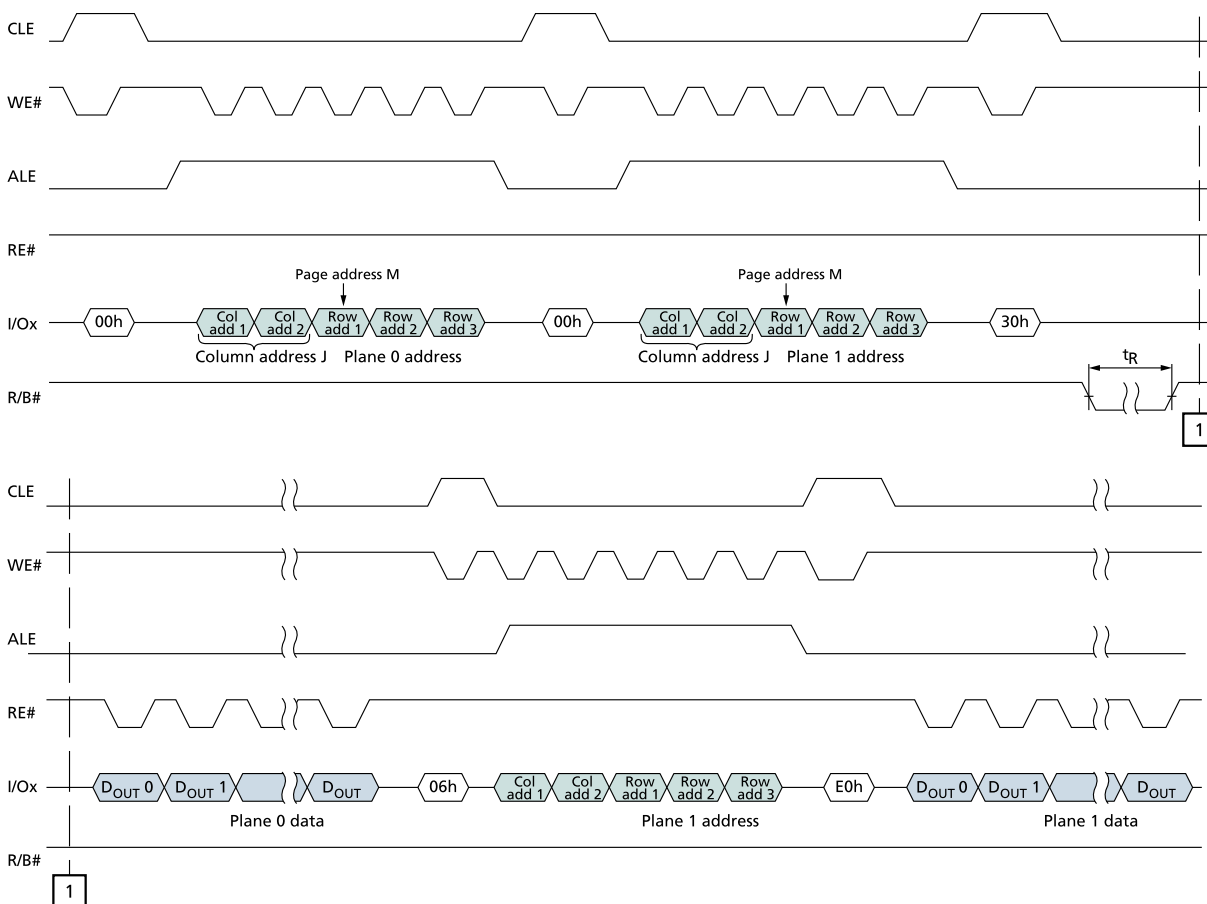 CLE
WE#
ALE
RE#
Page address M Page address M
I/Ox 00h Col add 1 Col add 2 Row add 1 Row add 2 Row add 3 00h Col add 1 Col add 2 Row add 1 Row add 2 Row add 3 30h
Column address J Plane 0 address Column address J Plane 1 address
tR
R/B#
1
CLE
WE#
ALE
RE#
I/Ox DOUT 0 DOUT 1 DOUT 06h Col add 1 Col add 2 Row add 1 Row add 2 Row add 3 E0h DOUT 0 DOUT 1 DOUT
Plane 0 data Plane 1 address Plane 1 data
R/B#
1